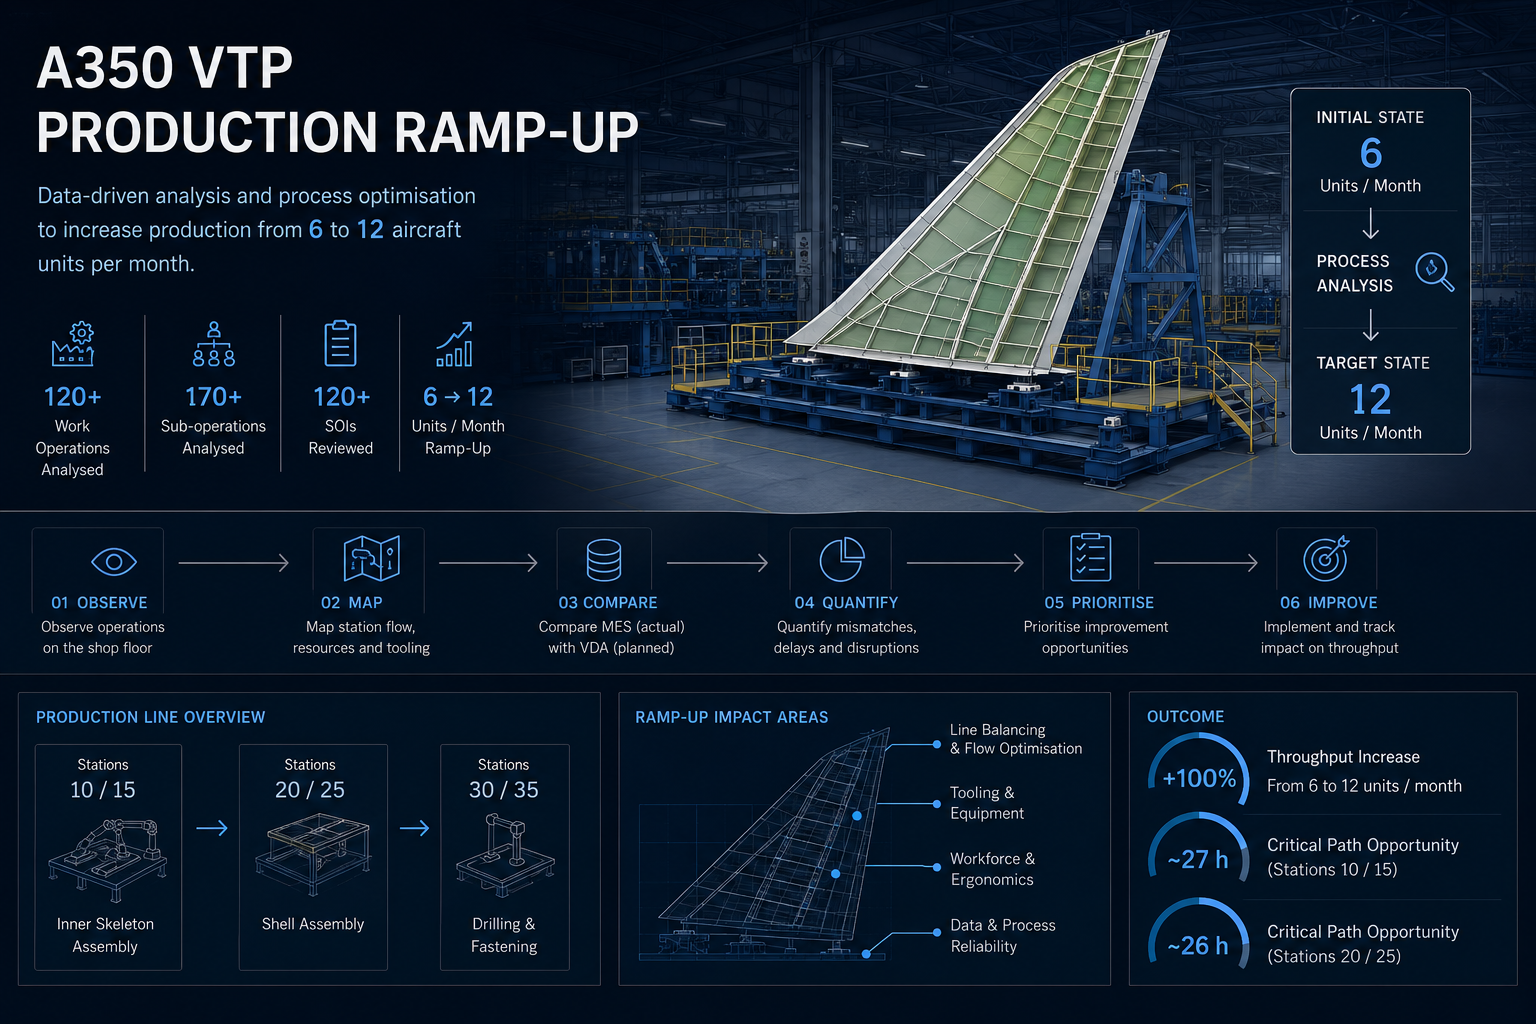 A350 VTP
PRODUCTION RAMP-UP
Data-driven analysis and process optimisation
to increase production from 6 to 12 aircraft
units per month.
120+
Work
Operations
Analysed
170+
Sub-operations
Analysed
120+
SOIs
Reviewed
6 → 12
Units / Month
Ramp-Up
INITIAL STATE
6
Units / Month
PROCESS
ANALYSIS
TARGET STATE
12
Units / Month
01 OBSERVE
Observe operations
on the shop floor
02 MAP
Map station flow,
resources and tooling
03 COMPARE
Compare MES (actual)
with VDA (planned)
04 QUANTIFY
Quantify mismatches,
delays and disruptions
05 PRIORITISE
Prioritise improvement
opportunities
06 IMPROVE
Implement and track
impact on throughput
PRODUCTION LINE OVERVIEW
Stations
10 / 15
Inner Skeleton
Assembly
Stations
20 / 25
Shell Assembly
Stations
30 / 35
Drilling &
Fastening
RAMP-UP IMPACT AREAS
Line Balancing
& Flow Optimisation
Tooling &
Equipment
Workforce &
Ergonomics
Data & Process
Reliability
OUTCOME
+100%
Throughput Increase
From 6 to 12 units / month
~27 h
Critical Path Opportunity
(Stations 10 / 15)
~26 h
Critical Path Opportunity
(Stations 20 / 25)